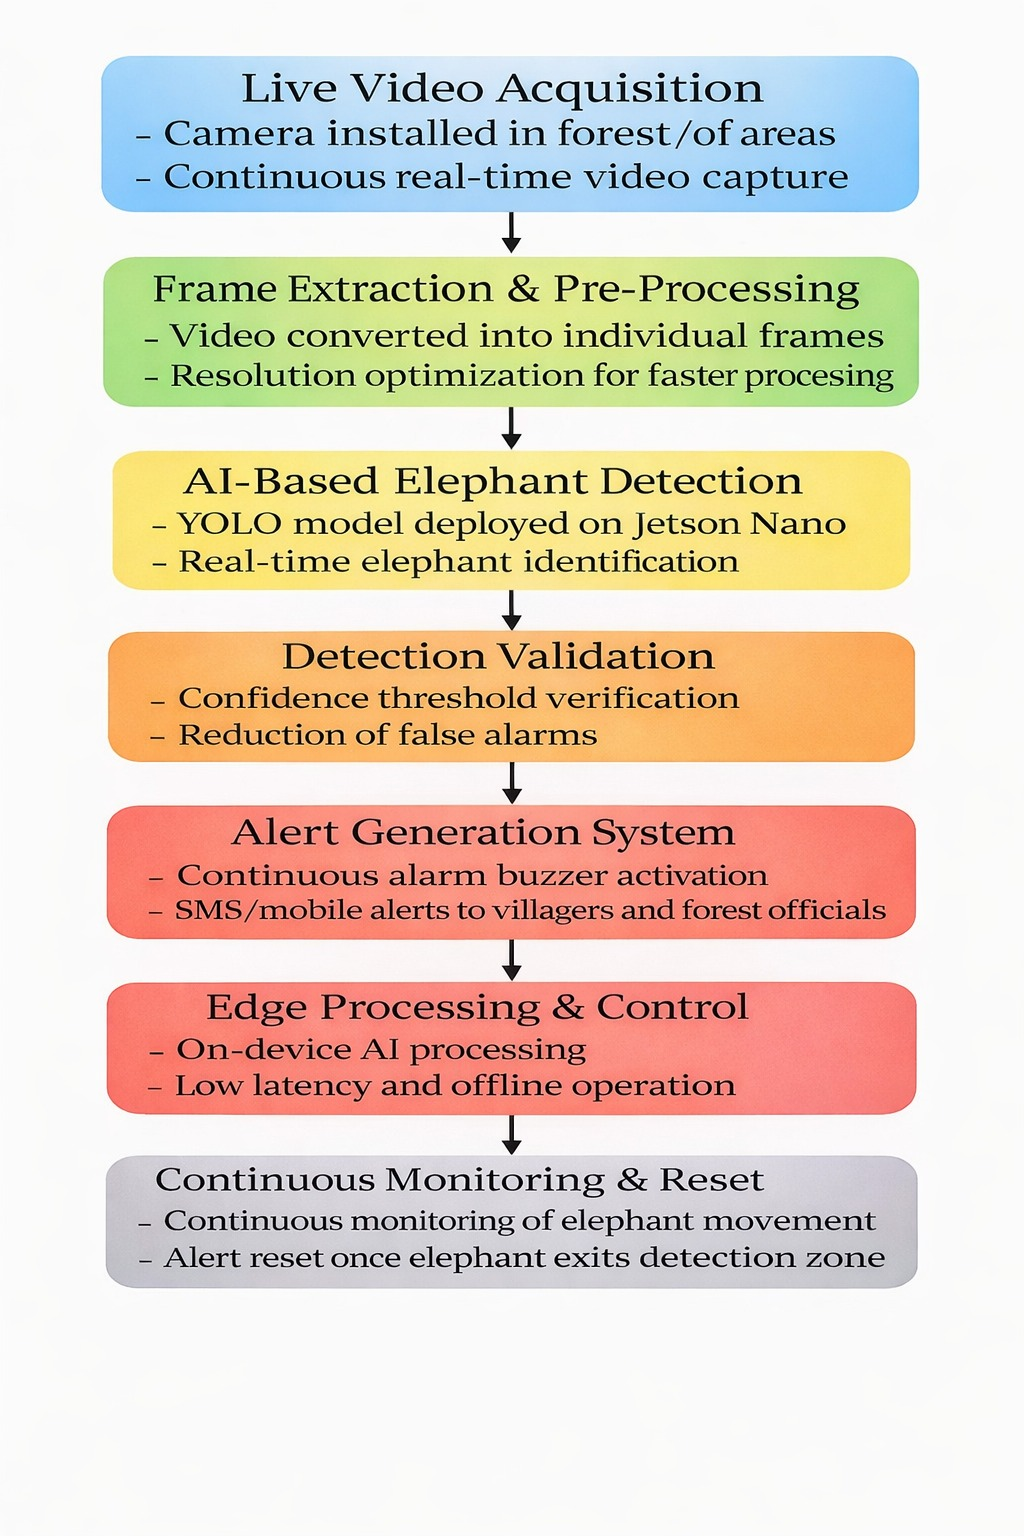 Live Video Acquisition
– Camera installed in forest/of areas
– Continuous real-time video capture
Frame Extraction & Pre-Processing
– Video converted into individual frames
– Resolution optimization for faster procesing
AI-Based Elephant Detection
– YOLO model deployed on Jetson Nano
– Real-time elephant identification
Detection Validation
– Confidence threshold verification
– Reduction of false alarms
Alert Generation System
– Continuous alarm buzzer activation
– SMS/mobile alerts to villagers and forest officials
Edge Processing & Control
– On-device AI processing
– Low latency and offline operation
Continuous Monitoring & Reset
– Continuous monitoring of elephant movement
– Alert reset once elephant exits detection zone